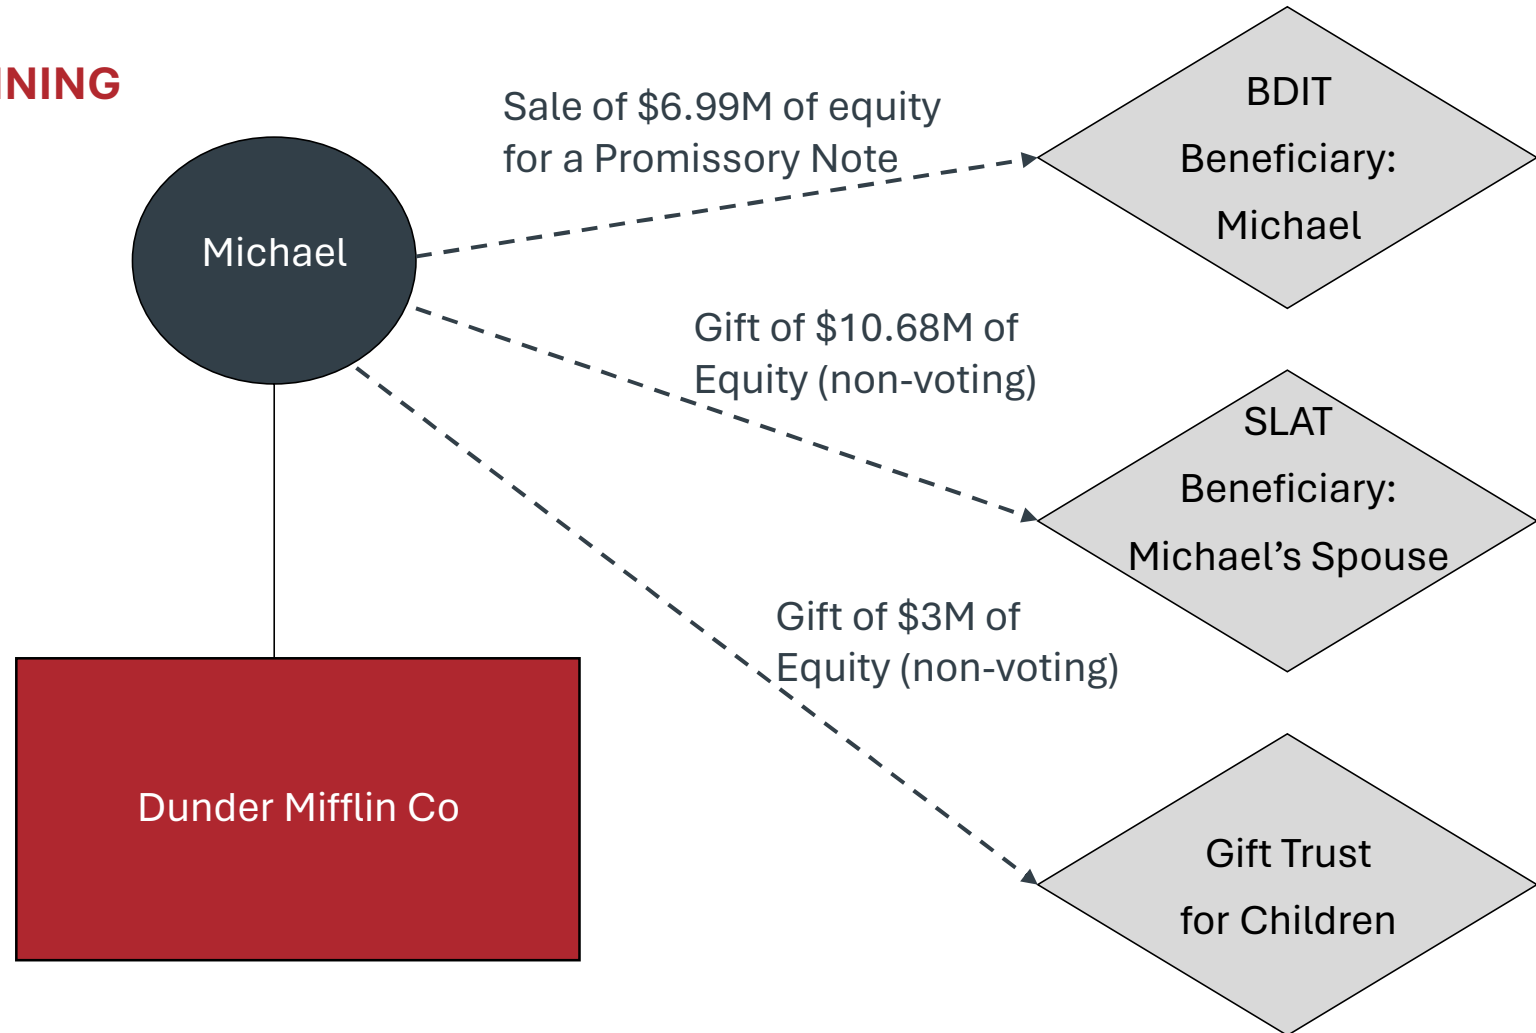 NNING
Sale of $6.99M of equity
for a Promissory Note
BDIT
Beneficiary:
Michael
Michael
Gift of $10.68M of
Equity (non-voting)
SLAT
Beneficiary:
Michael’s Spouse
Gift of $3M of
Equity (non-voting)
Dunder Mifflin Co
Gift Trust
for Children